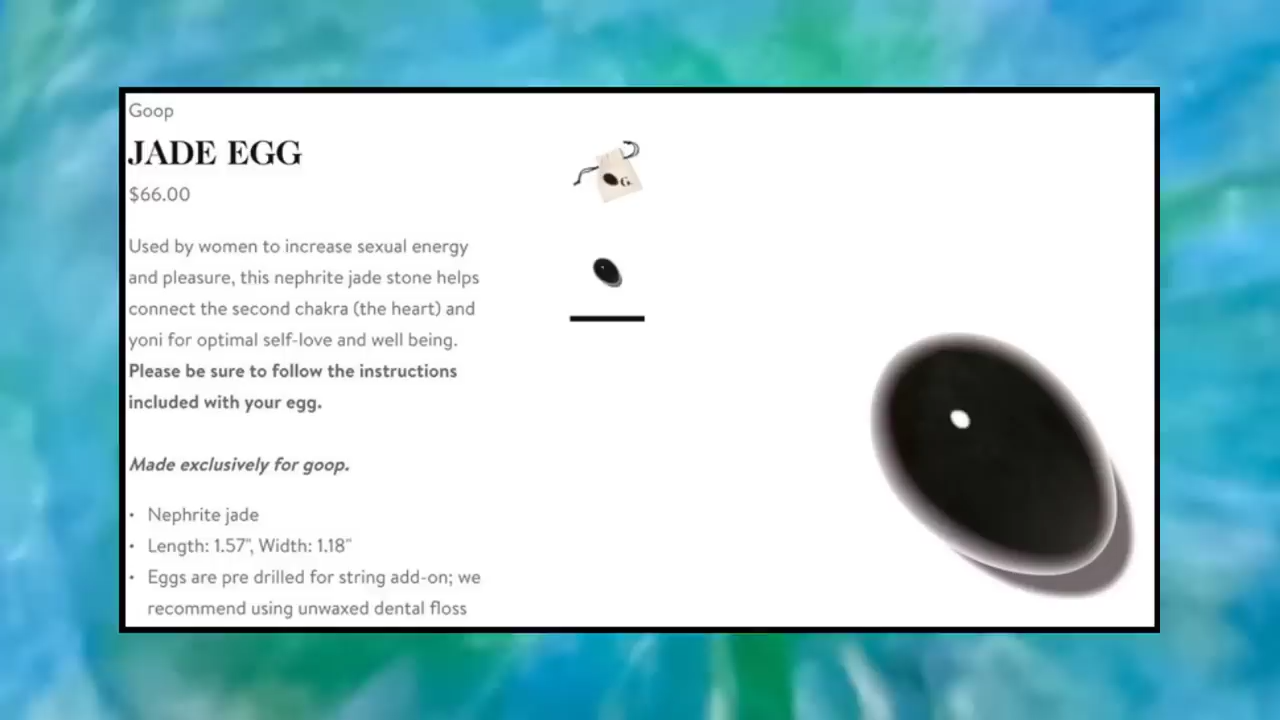 Goop
JADE EGG
$66.00
Used by women to increase sexual energy
and pleasure, this nephrite jade stone helps
connect the second chakra (the heart) and
yoni for optimal self-love and well being.
Please be sure to follow the instructions
included with your egg.
Made exclusively for goop.
• Nephrite jade
• Length: 1.57", Width: 1.18"
• Eggs are pre drilled for string add-on; we
recommend using unwaxed dental floss
G.